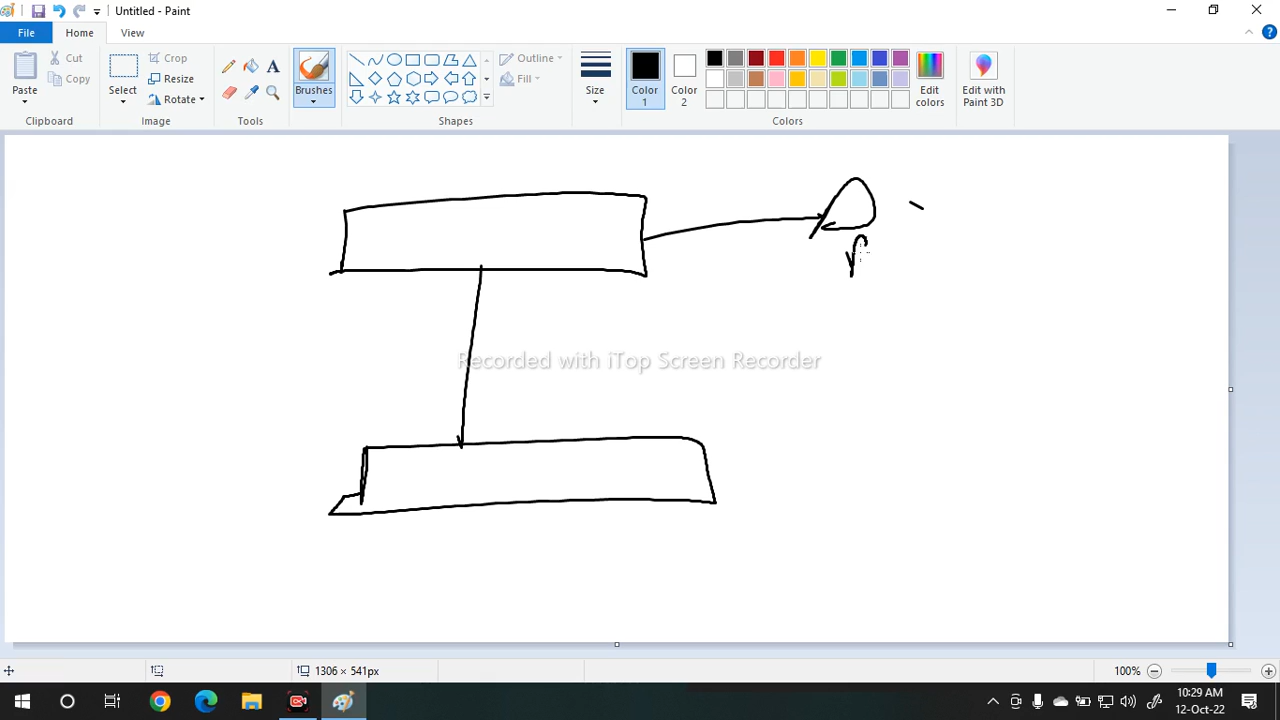 Untitled - Paint
File
Home
View
Paste
Cut
Copy
Clipboard
Select
Crop
Resize
Rotate
Image
Tools
Brushes
Shapes
Outline
Fill
Size
Color 1
Color 2
Colors
Edit colors
Edit with Paint 3D
Recorded with iTop Screen Recorder
1306 × 541px
100%
10:29 AM
12-Oct-22